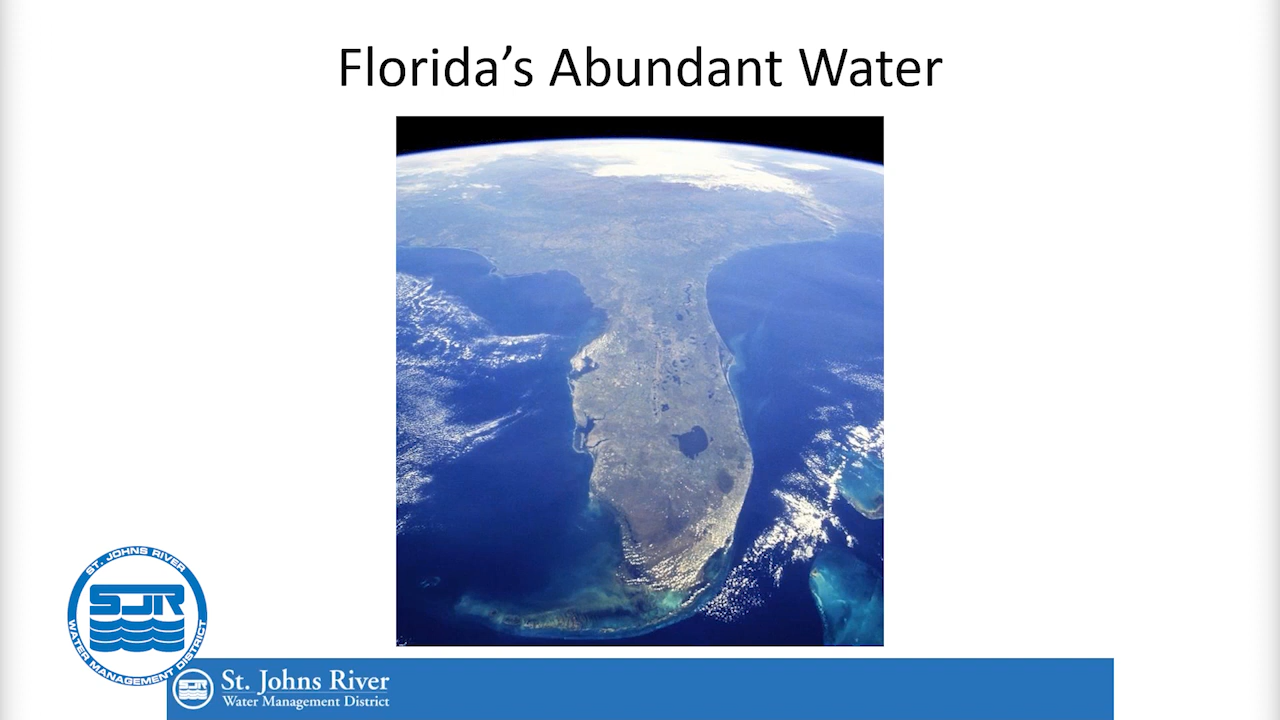 Florida’s Abundant Water
ST. JOHNS RIVER
SJR
WATER MANAGEMENT DISTRICT
SJR
St. Johns River
Water Management District